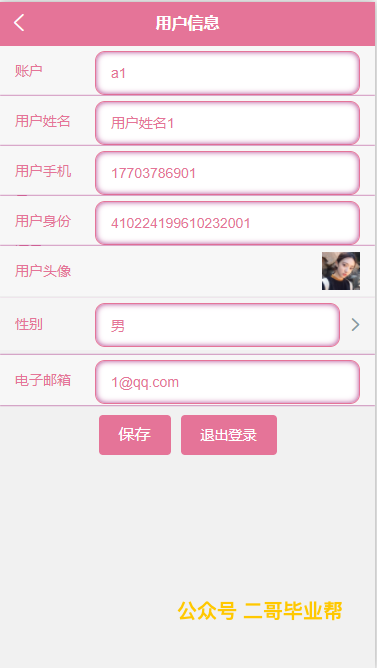 用户信息
账户 a1
用户姓名 用户姓名1
用户手机 17703786901
用户身份 410224199610232001
用户头像
性别 男
电子邮箱 1@qq.com
保存 退出登录
公众号 二哥毕业帮